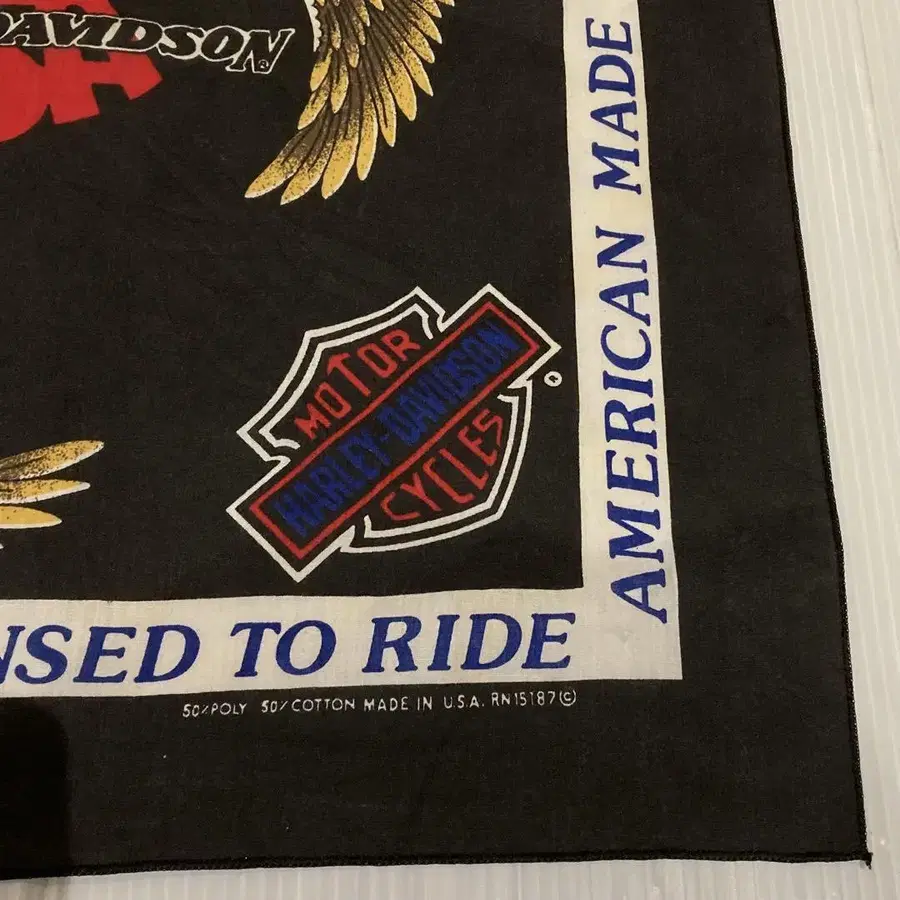 DAVIDSON®
AMERICAN MADE
MOTOR
HARLEY-DAVIDSON
CYCLES
®
NSED TO RIDE
50% POLY 50% COTTON MADE IN U.S.A. RN15187©